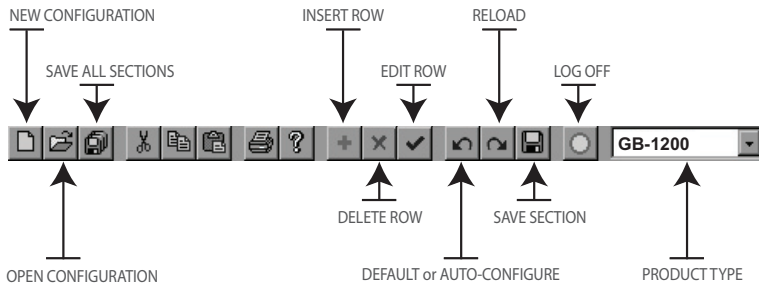 NEW CONFIGURATION
INSERT ROW
RELOAD
SAVE ALL SECTIONS
EDIT ROW
LOG OFF
GB-1200
DELETE ROW
SAVE SECTION
OPEN CONFIGURATION
DEFAULT or AUTO-CONFIGURE
PRODUCT TYPE